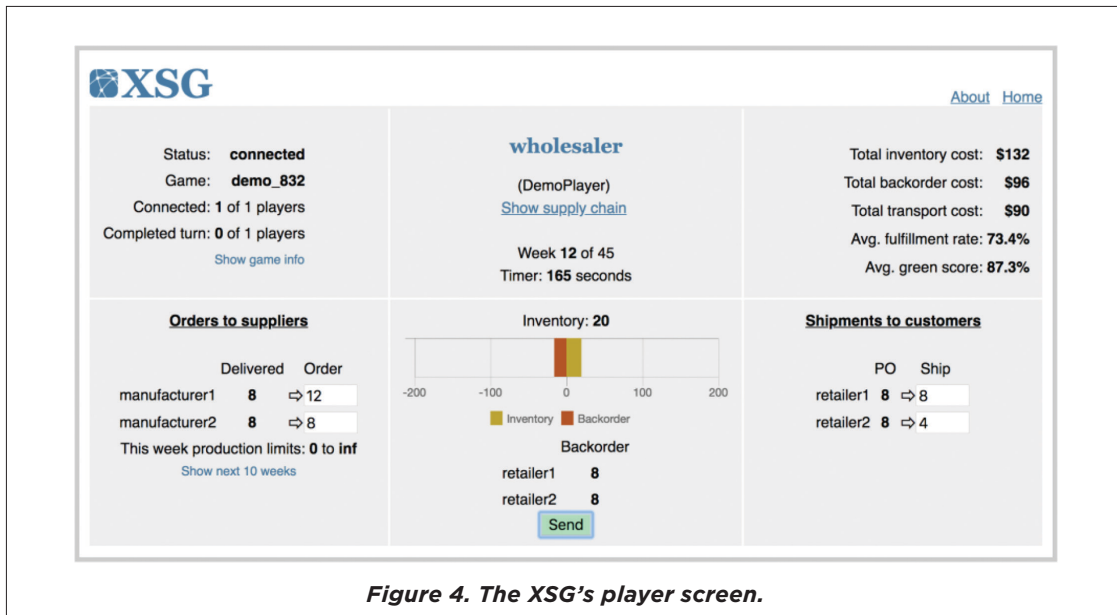 XSG
About Home
Status: connected
Game: demo_832
Connected: 1 of 1 players
Completed turn: 0 of 1 players
Show game info
wholesaler
(DemoPlayer)
Show supply chain
Week 12 of 45
Timer: 165 seconds
Total inventory cost: $132
Total backorder cost: $96
Total transport cost: $90
Avg. fulfillment rate: 73.4%
Avg. green score: 87.3%
Orders to suppliers
Delivered Order
manufacturer1 8 ⇨ 12
manufacturer2 8 ⇨ 8
This week production limits: 0 to inf
Show next 10 weeks
Inventory: 20
-200 -100 0 100 200
Inventory Backorder
Backorder
retailer1 8
retailer2 8
Send
Shipments to customers
PO Ship
retailer1 8 ⇨ 8
retailer2 8 ⇨ 4
Figure 4. The XSG's player screen.